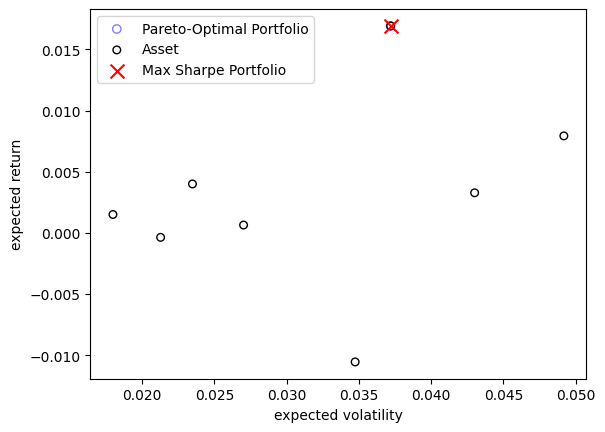 Pareto-Optimal Portfolio
Asset
Max Sharpe Portfolio
0.015
0.010
0.005
0.000
−0.005
−0.010
expected return
0.020 0.025 0.030 0.035 0.040 0.045 0.050
expected volatility